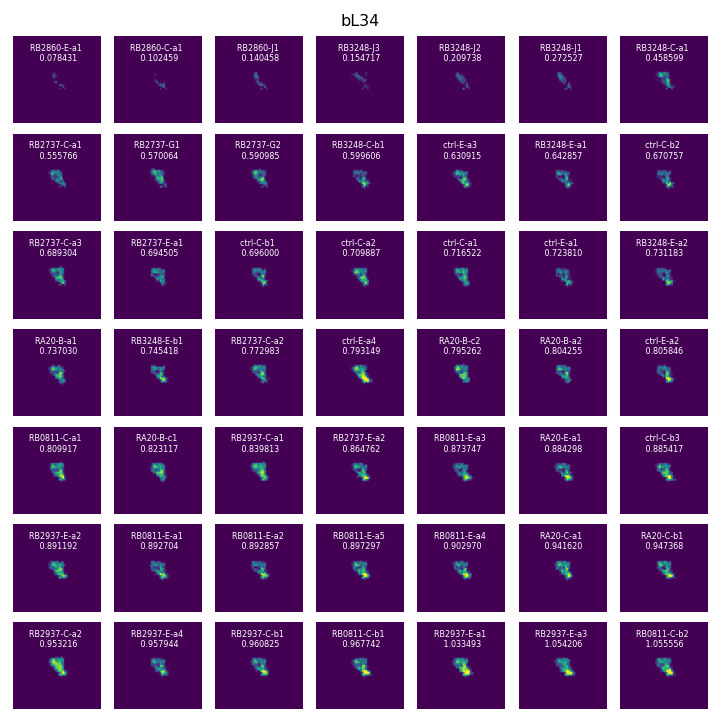 bL34
RB2860-E-a1
0.078431
RB2860-C-a1
0.102459
RB2860-J1
0.140458
RB3248-J3
0.154717
RB3248-J2
0.209738
RB3248-J1
0.272527
RB3248-C-a1
0.458599
RB2737-C-a1
0.555766
RB2737-G1
0.570064
RB2737-G2
0.590985
RB3248-C-b1
0.599606
ctrl-E-a3
0.630915
RB3248-E-a1
0.642857
ctrl-C-b2
0.670757
RB2737-C-a3
0.689304
RB2737-E-a1
0.694505
ctrl-C-b1
0.696000
ctrl-C-a2
0.709887
ctrl-C-a1
0.716522
ctrl-E-a1
0.723810
RB3248-E-a2
0.731183
RA20-B-a1
0.737030
RB3248-E-b1
0.745418
RB2737-C-a2
0.772983
ctrl-E-a4
0.793149
RA20-B-c2
0.795262
RA20-B-a2
0.804255
ctrl-E-a2
0.805846
RB0811-C-a1
0.809917
RA20-B-c1
0.823117
RB2937-C-a1
0.839813
RB2737-E-a2
0.864762
RB0811-E-a3
0.873747
RA20-E-a1
0.884298
ctrl-C-b3
0.885417
RB2937-E-a2
0.891192
RB0811-E-a1
0.892704
RB0811-E-a2
0.892857
RB0811-E-a5
0.897297
RB0811-E-a4
0.902970
RA20-C-a1
0.941620
RA20-C-b1
0.947368
RB2937-C-a2
0.953216
RB2937-E-a4
0.957944
RB2937-C-b1
0.960825
RB0811-C-b1
0.967742
RB2937-E-a1
1.033493
RB2937-E-a3
1.054206
RB0811-C-b2
1.055556